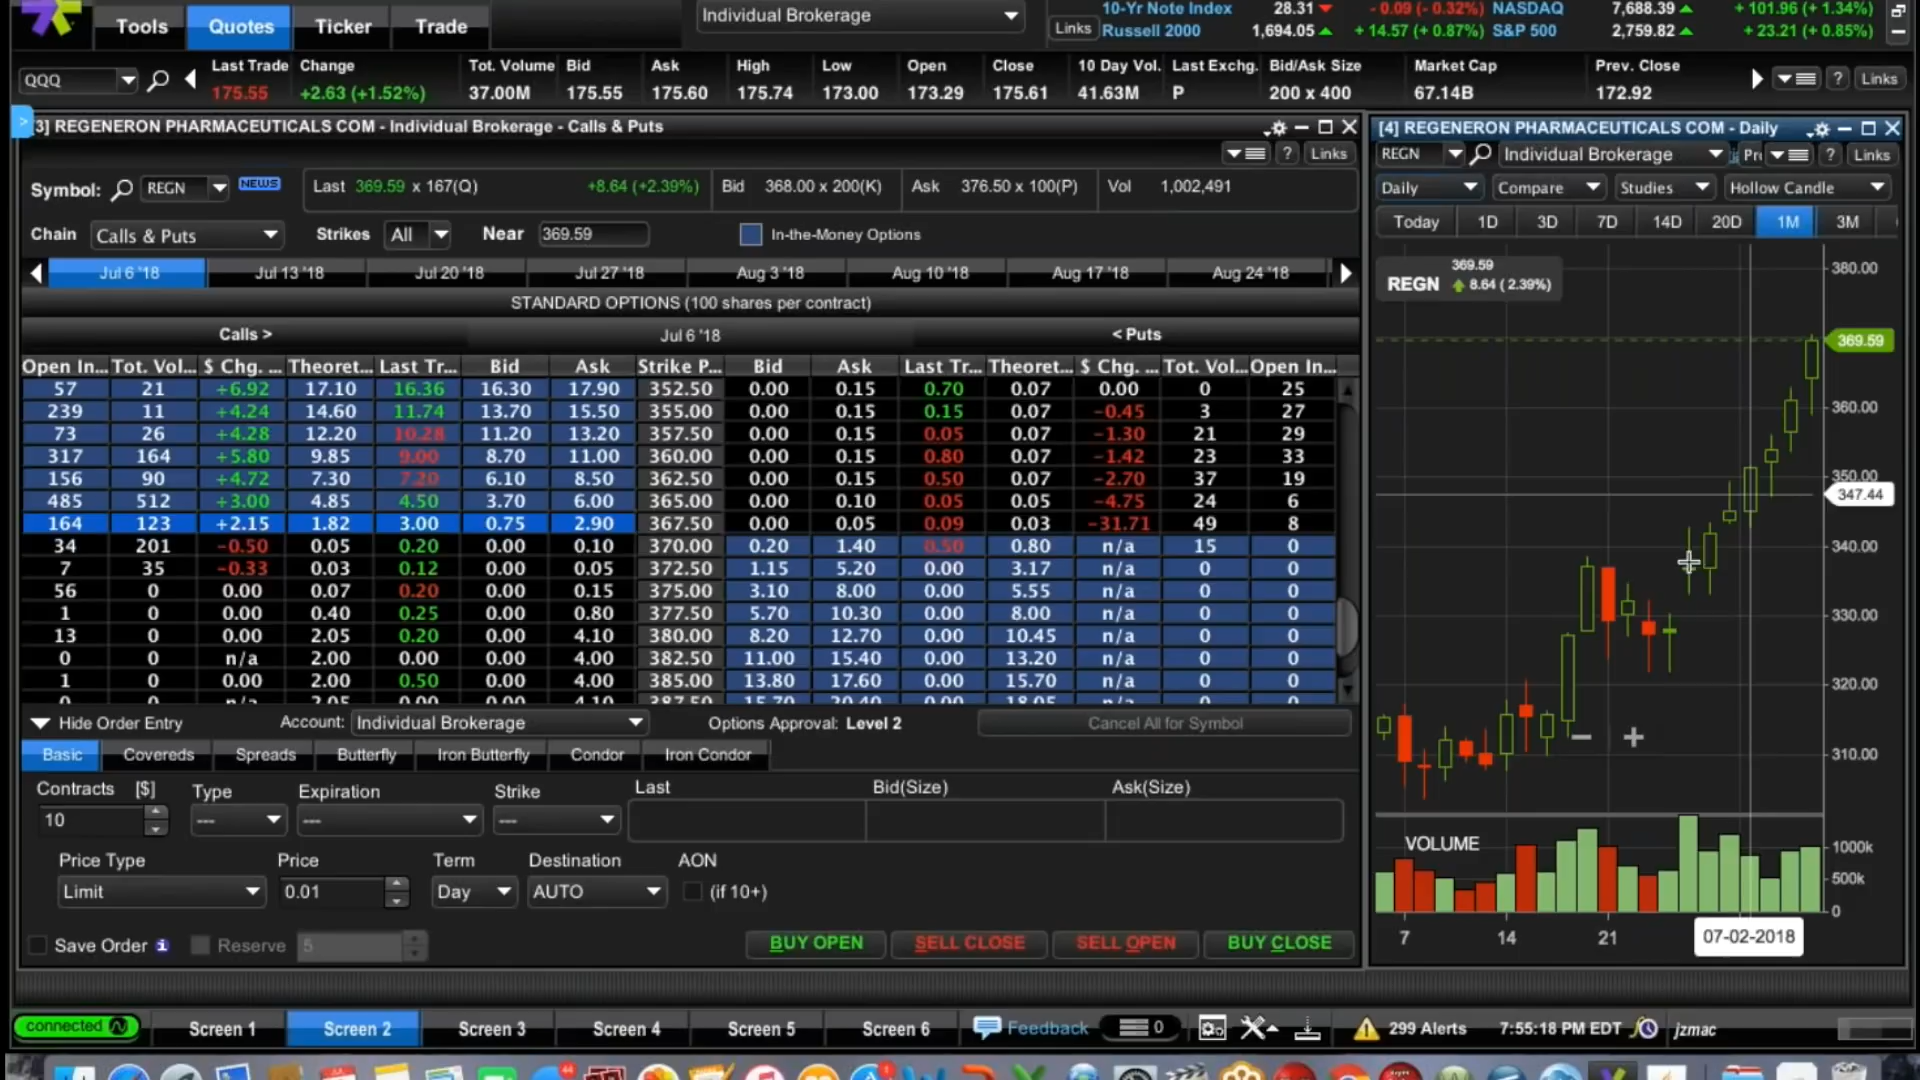 Tools Quotes Ticker Trade Individual Brokerage Links 10-Yr Note Index 28.31 - 0.09 (- 0.32%) NASDAQ 7,688.39 + 101.96 (+ 1.34%)
Russell 2000 1,694.05 + 14.57 (+ 0.87%) S&P 500 2,759.82 + 23.21 (+ 0.85%)
QQQ Last Trade Change Tot. Volume Bid Ask High Low Open Close 10 Day Vol. Last Exchg. Bid/Ask Size Market Cap Prev. Close ? Links
175.55 +2.63 (+1.52%) 37.00M 175.55 175.60 175.74 173.00 173.29 175.61 41.63M P 200 x 400 67.14B 172.92
[3] REGENERON PHARMACEUTICALS COM - Individual Brokerage - Calls & Puts
? Links
Symbol: REGN NEWS Last 369.59 x 167(Q) +8.64 (+2.39%) Bid 368.00 x 200(K) Ask 376.50 x 100(P) Vol 1,002,491
Chain Calls & Puts Strikes All Near 369.59 In-the-Money Options
Jul 6 '18 Jul 13 '18 Jul 20 '18 Jul 27 '18 Aug 3 '18 Aug 10 '18 Aug 17 '18 Aug 24 '18
STANDARD OPTIONS (100 shares per contract)
Calls > Jul 6 '18 < Puts
Open In... Tot. Vol... $ Chg. ... Theoret... Last Tr... Bid Ask Strike P... Bid Ask Last Tr... Theoret... $ Chg. ... Tot. Vol... Open In...
57 21 +6.92 17.10 16.36 16.30 17.90 352.50 0.00 0.15 0.70 0.07 0.00 0 25
239 11 +4.24 14.60 11.74 13.70 15.50 355.00 0.00 0.15 0.15 0.07 -0.45 3 27
73 26 +4.28 12.20 10.28 11.20 13.20 357.50 0.00 0.15 0.05 0.07 -1.30 21 29
317 164 +5.80 9.85 9.00 8.70 11.00 360.00 0.00 0.15 0.80 0.07 -1.42 23 33
156 90 +4.72 7.30 7.20 6.10 8.50 362.50 0.00 0.15 0.50 0.07 -2.70 37 19
485 512 +3.00 4.85 4.50 3.70 6.00 365.00 0.00 0.10 0.05 0.05 -4.75 24 6
164 123 +2.15 1.82 3.00 0.75 2.90 367.50 0.00 0.05 0.09 0.03 -31.71 49 8
34 201 -0.50 0.05 0.20 0.00 0.10 370.00 0.20 1.40 0.50 0.80 n/a 15 0
7 35 -0.33 0.03 0.12 0.00 0.05 372.50 1.15 5.20 0.00 3.17 n/a 0 0
56 0 0.00 0.07 0.20 0.00 0.15 375.00 3.10 8.00 0.00 5.55 n/a 0 0
1 0 0.00 0.40 0.25 0.00 0.80 377.50 5.70 10.30 0.00 8.00 n/a 0 0
13 0 0.00 2.05 0.20 0.00 4.10 380.00 8.20 12.70 0.00 10.45 n/a 0 0
0 0 n/a 2.00 0.00 0.00 4.00 382.50 11.00 15.40 0.00 13.20 n/a 0 0
1 0 0.00 2.00 0.50 0.00 4.00 385.00 13.80 17.60 0.00 15.70 n/a 0 0
Hide Order Entry Account: Individual Brokerage Options Approval: Level 2 Cancel All for Symbol
Basic Covereds Spreads Butterfly Iron Butterfly Condor Iron Condor
Contracts [$] Type Expiration Strike Last Bid(Size) Ask(Size)
10 --- --- ---
Price Type Price Term Destination AON
Limit 0.01 Day AUTO (if 10+)
Save Order Reserve 5 BUY OPEN SELL CLOSE SELL OPEN BUY CLOSE
[4] REGENERON PHARMACEUTICALS COM - Daily
REGN Individual Brokerage Pr ? Links
Daily Compare Studies Hollow Candle
Today 1D 3D 7D 14D 20D 1M 3M
REGN 369.59
8.64 (2.39%)
380.00
369.59
360.00
350.00
347.44
340.00
330.00
320.00
310.00
VOLUME
1000k
500k
0
7 14 21 07-02-2018
connected Screen 1 Screen 2 Screen 3 Screen 4 Screen 5 Screen 6 Feedback 0 299 Alerts 7:55:18 PM EDT jzmac